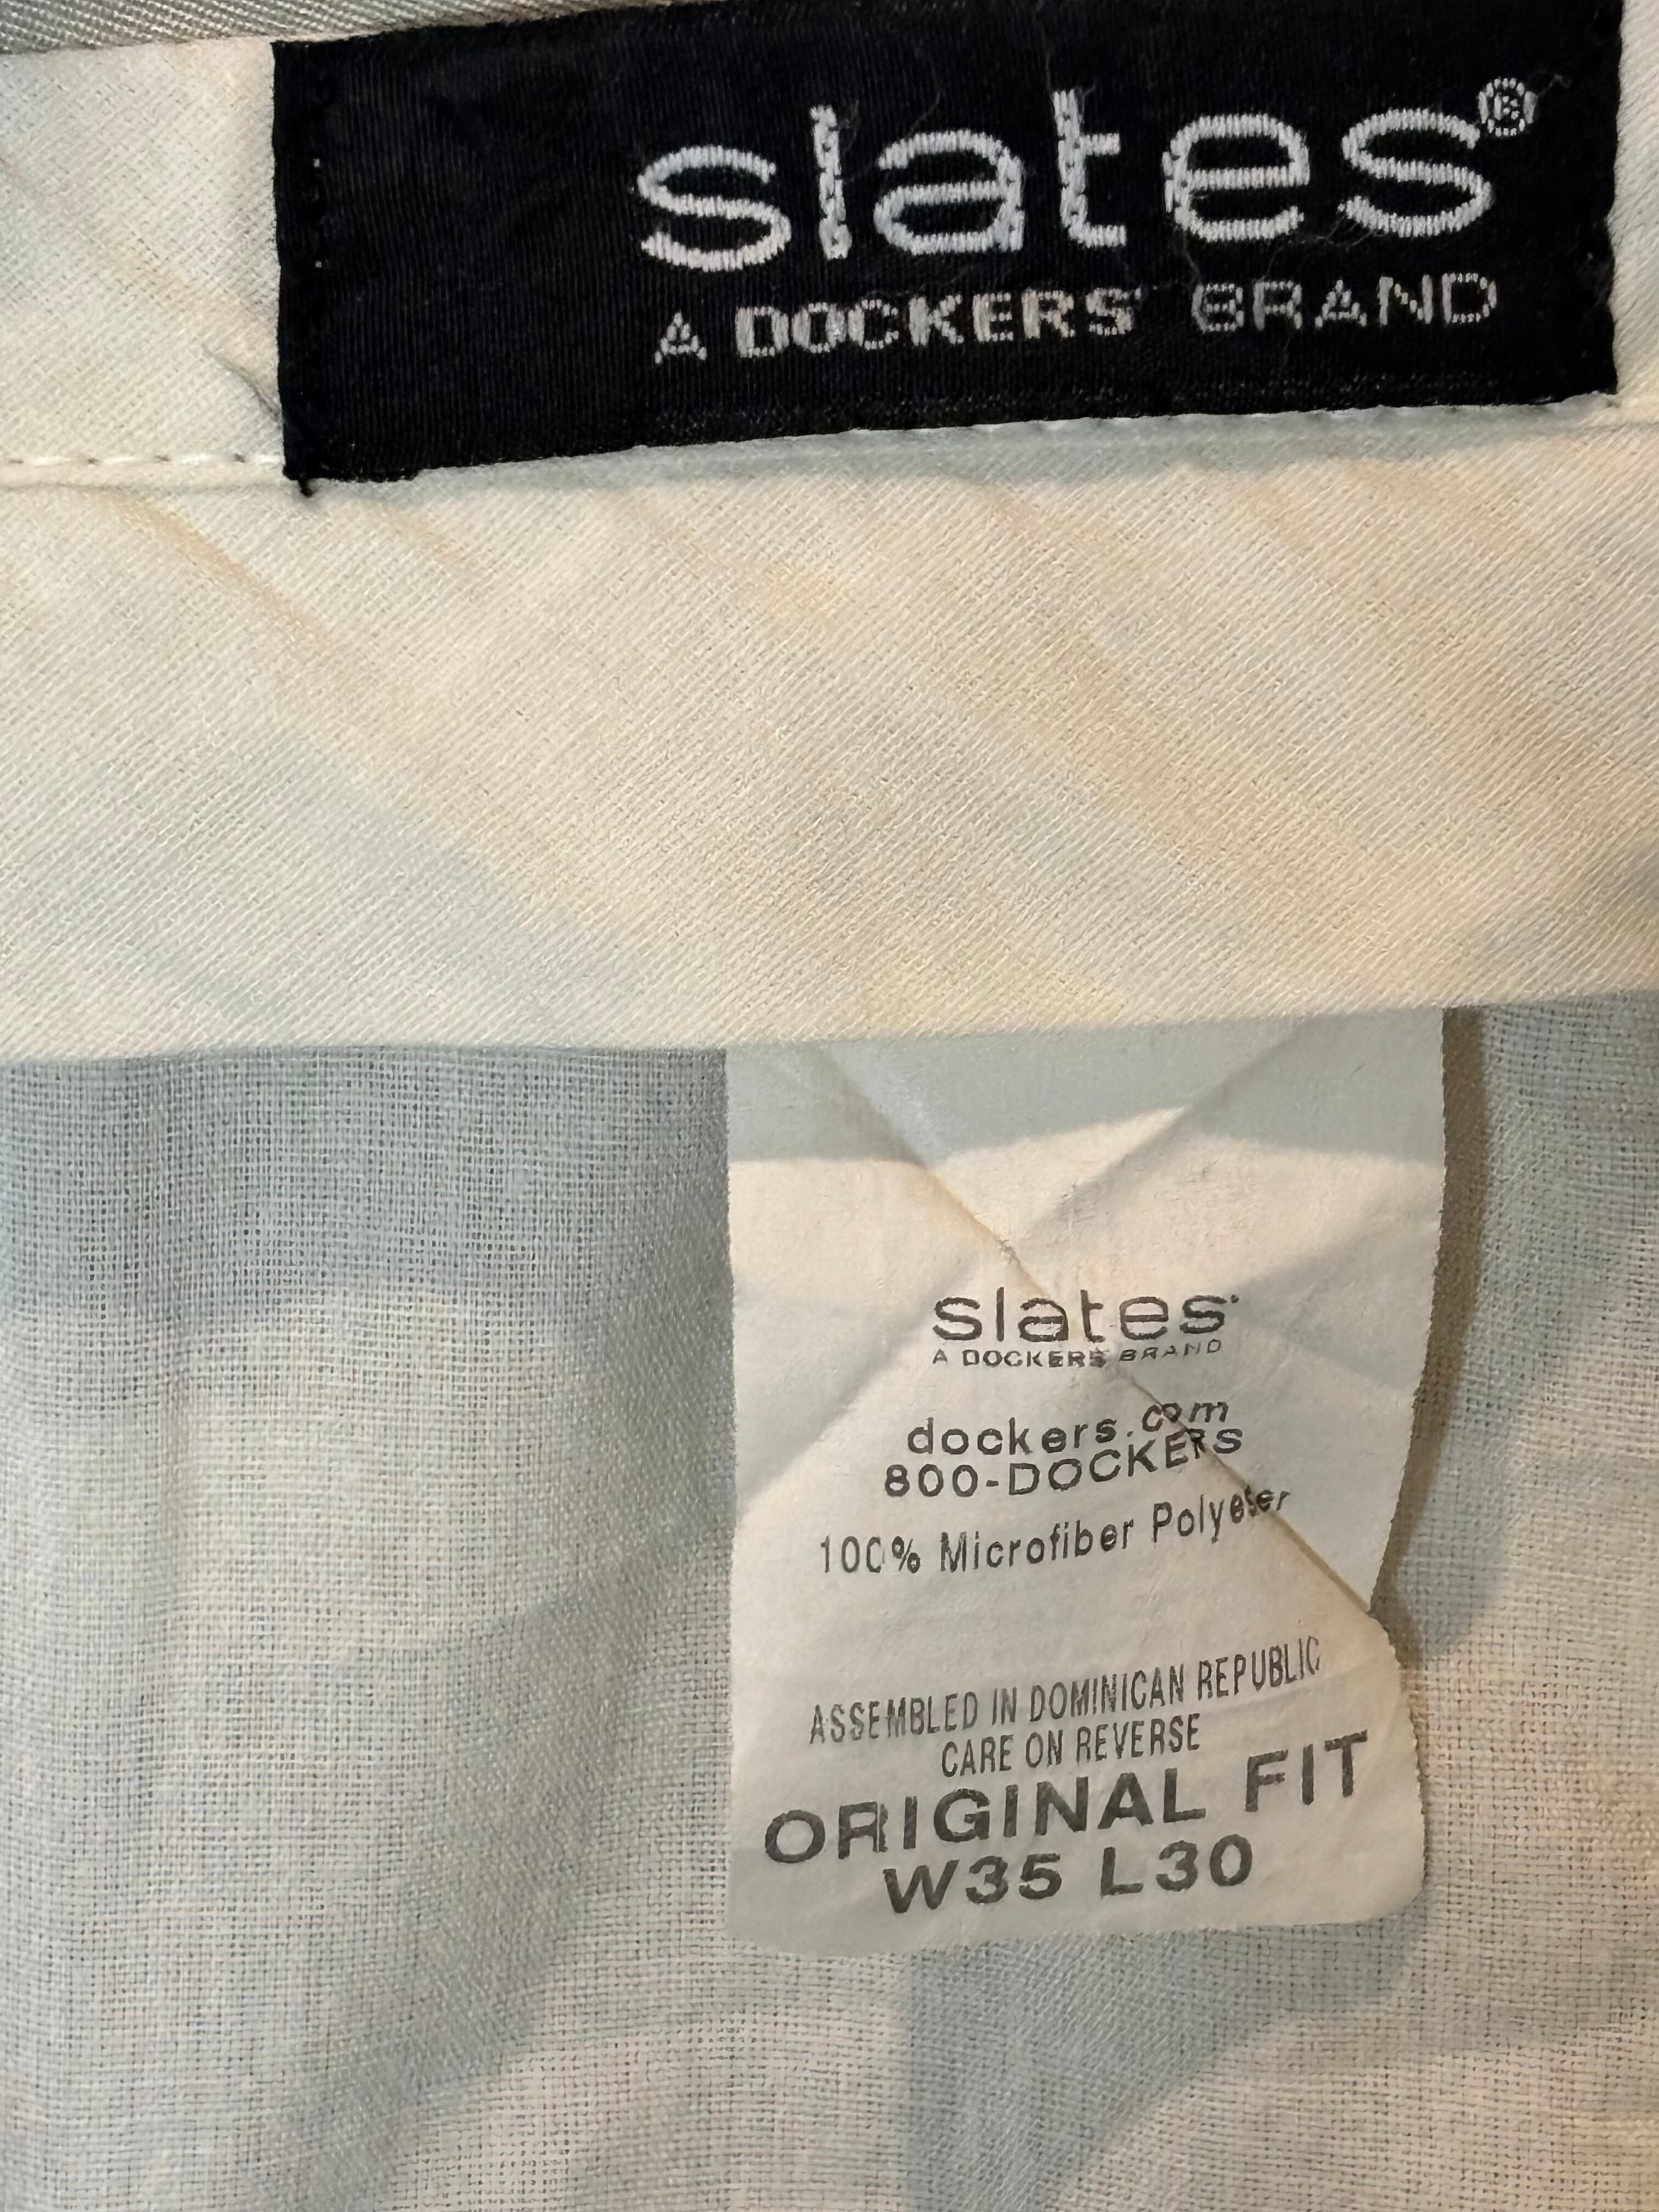 slates®
A DOCKERS® BRAND
slates®
A DOCKERS® BRAND
dockers.com
800-DOCKERS
100% Microfiber Polyester
ASSEMBLED IN DOMINICAN REPUBLIC
CARE ON REVERSE
ORIGINAL FIT
W35 L30